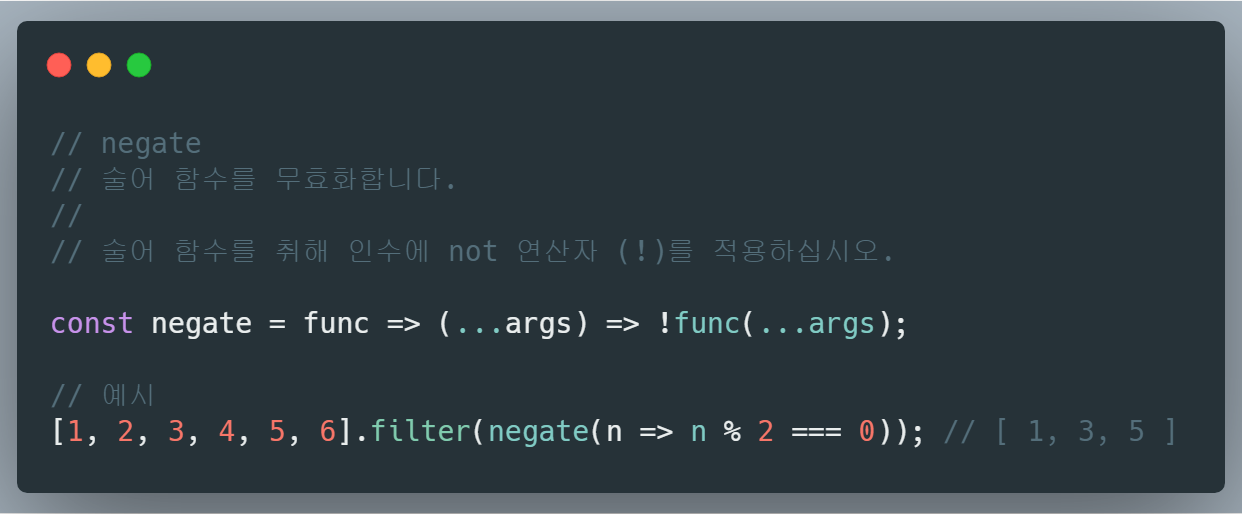 // negate
// 술어 함수를 무효화합니다.
//
// 술어 함수를 취해 인수에 not 연산자 (!)를 적용하십시오.
const negate = func => (...args) => !func(...args);
// 예시
[1, 2, 3, 4, 5, 6].filter(negate(n => n % 2 === 0)); // [ 1, 3, 5 ]